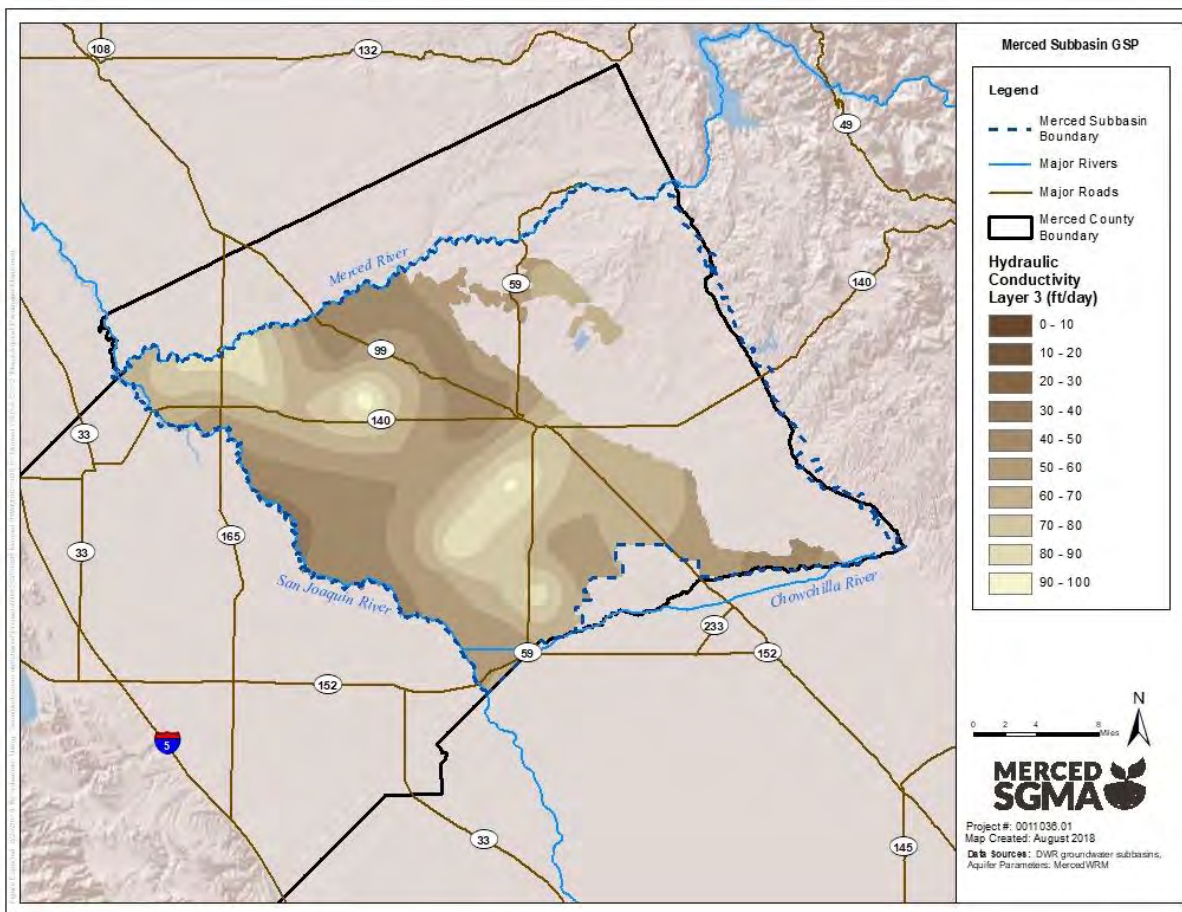 Merced Subbasin GSP
Legend
Merced Subbasin
Boundary
Major Rivers
Major Roads
Merced County
Boundary
Hydraulic
Conductivity
Layer 3 (ft/day)
0 - 10
10 - 20
20 - 30
30 - 40
40 - 50
50 - 60
60 - 70
70 - 80
80 - 90
90 - 100
N
0 2 4 8
Miles
MERCED
SGMA
Project #: 0011036.01
Map Created: August 2018
Data Sources: DWR groundwater subbasins,
Aquifer Parameters: MercedWRM
108
132
49
Merced River
59
140
99
140
33
165
33
San Joaquin River
Chowchilla River
233
59
152
152
5
33
145